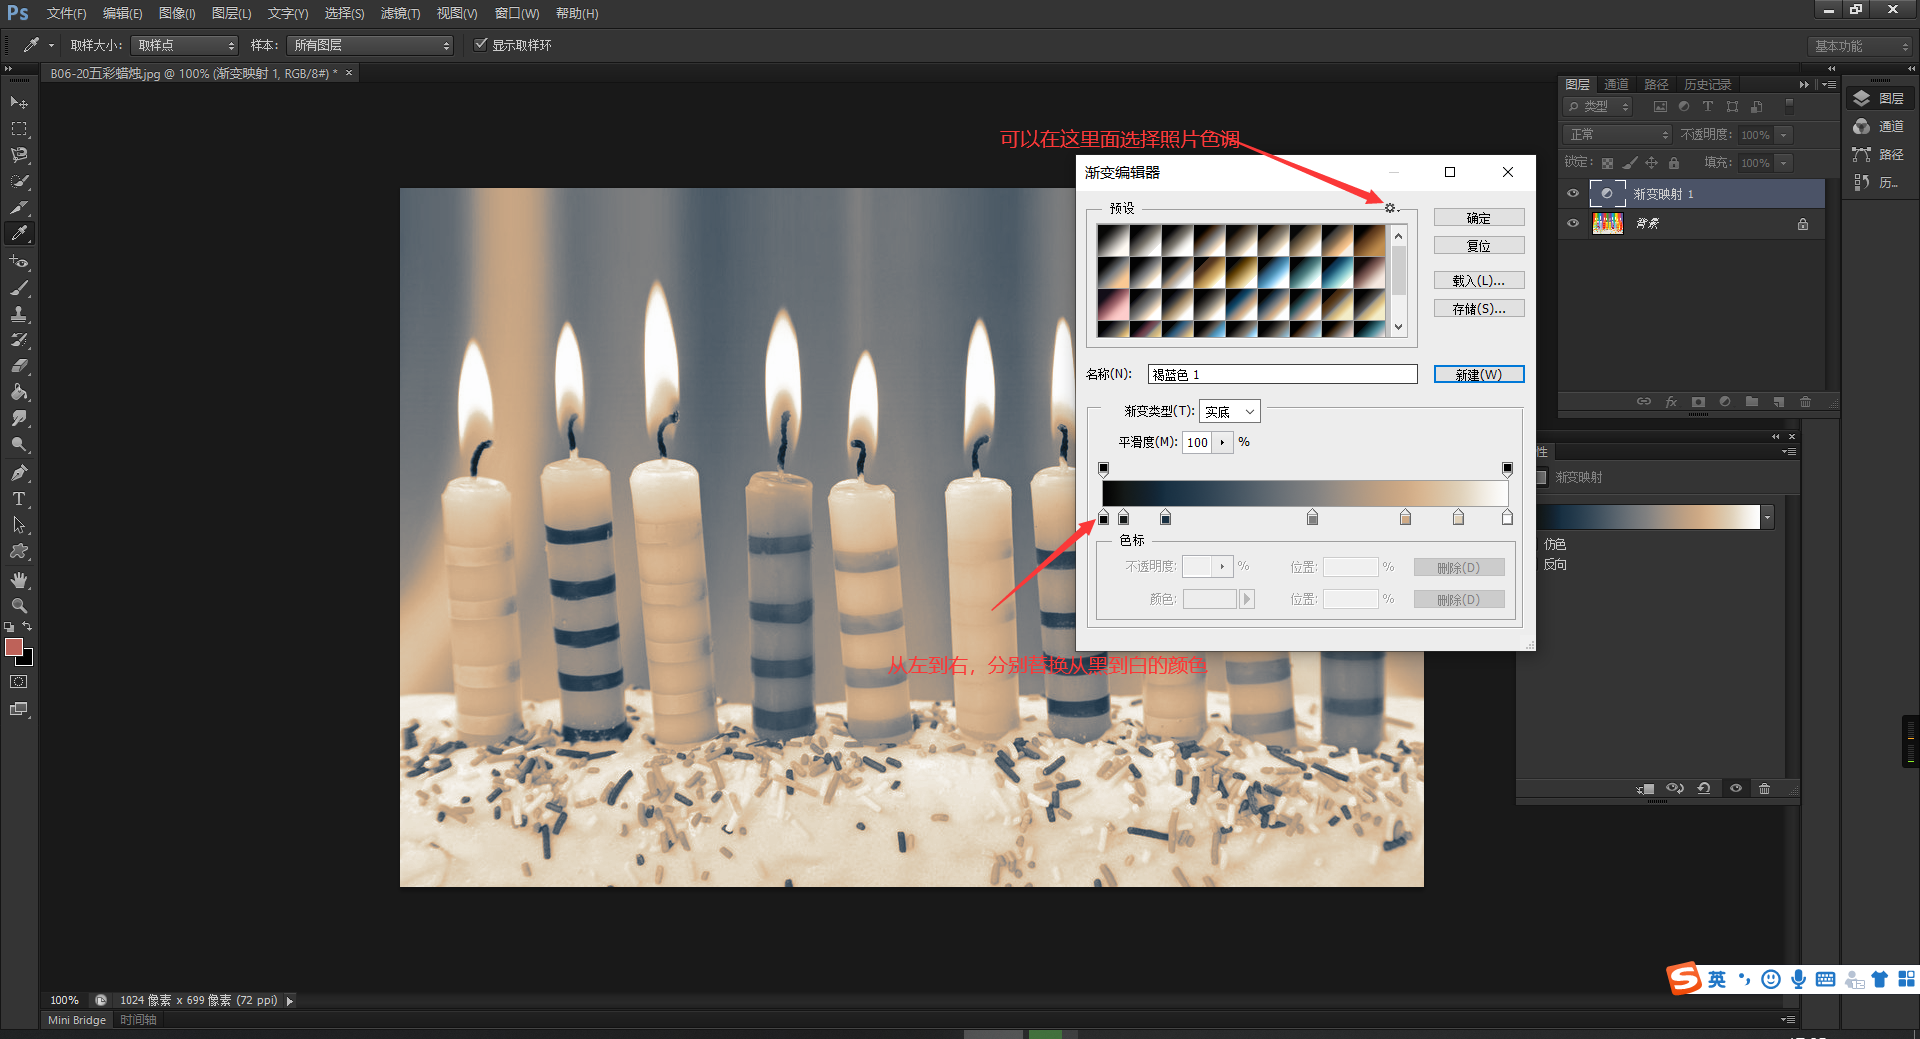 Ps 文件(F) 编辑(E) 图像(I) 图层(L) 文字(Y) 选择(S) 滤镜(T) 视图(V) 窗口(W) 帮助(H)
取样大小: 取样点 样本: 所有图层 显示取样环 基本功能
B06-20五彩蜡烛.jpg @ 100% (渐变映射 1, RGB/8#) * ×
图层 通道 路径 历史记录
类型
正常 不透明度: 100%
锁定: 填充: 100%
渐变映射 1
背景
fx
图层
通道
路径
历...
可以在这里面选择照片色调
渐变编辑器
预设
确定
复位
载入(L)...
存储(S)...
名称(N): 褐蓝色 1
新建(W)
渐变类型(T): 实底
平滑度(M): 100 %
色标
不透明度: % 位置: % 删除(D)
颜色: 位置: % 删除(D)
从左到右，分别替换从黑到白的颜色
性
渐变映射
仿色
反向
T
英
100% 1024 像素 x 699 像素 (72 ppi)
Mini Bridge 时间轴